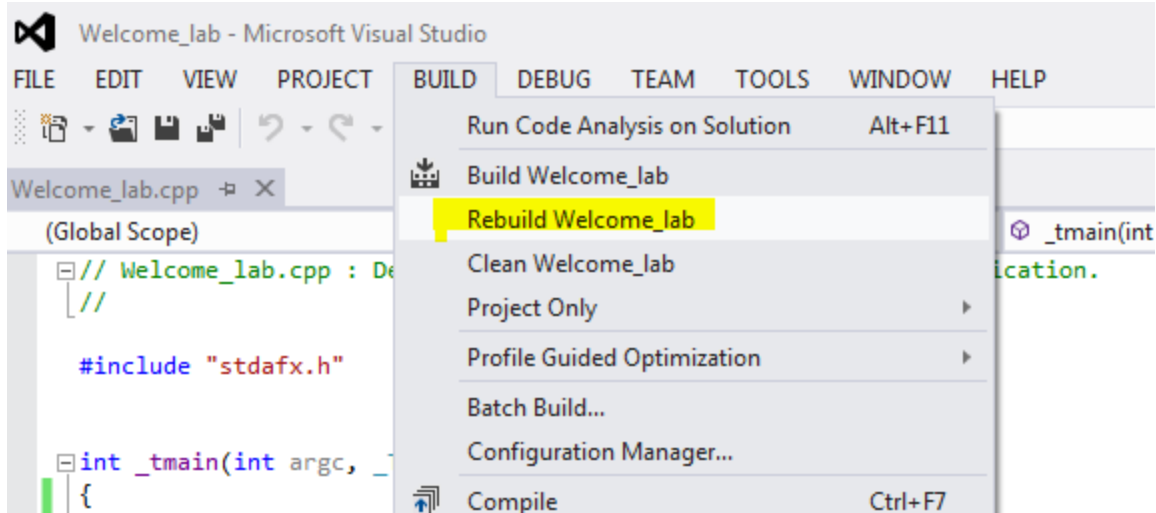 Welcome_lab - Microsoft Visual Studio
FILE EDIT VIEW PROJECT BUILD DEBUG TEAM TOOLS WINDOW HELP
Run Code Analysis on Solution Alt+F11
Build Welcome_lab
Welcome_lab.cpp
Rebuild Welcome_lab
(Global Scope) _tmain(int
Clean Welcome_lab
// Welcome_lab.cpp : De ication.
//
Project Only
Profile Guided Optimization
#include "stdafx.h"
Batch Build...
Configuration Manager...
int _tmain(int argc, _
{
Compile Ctrl+F7